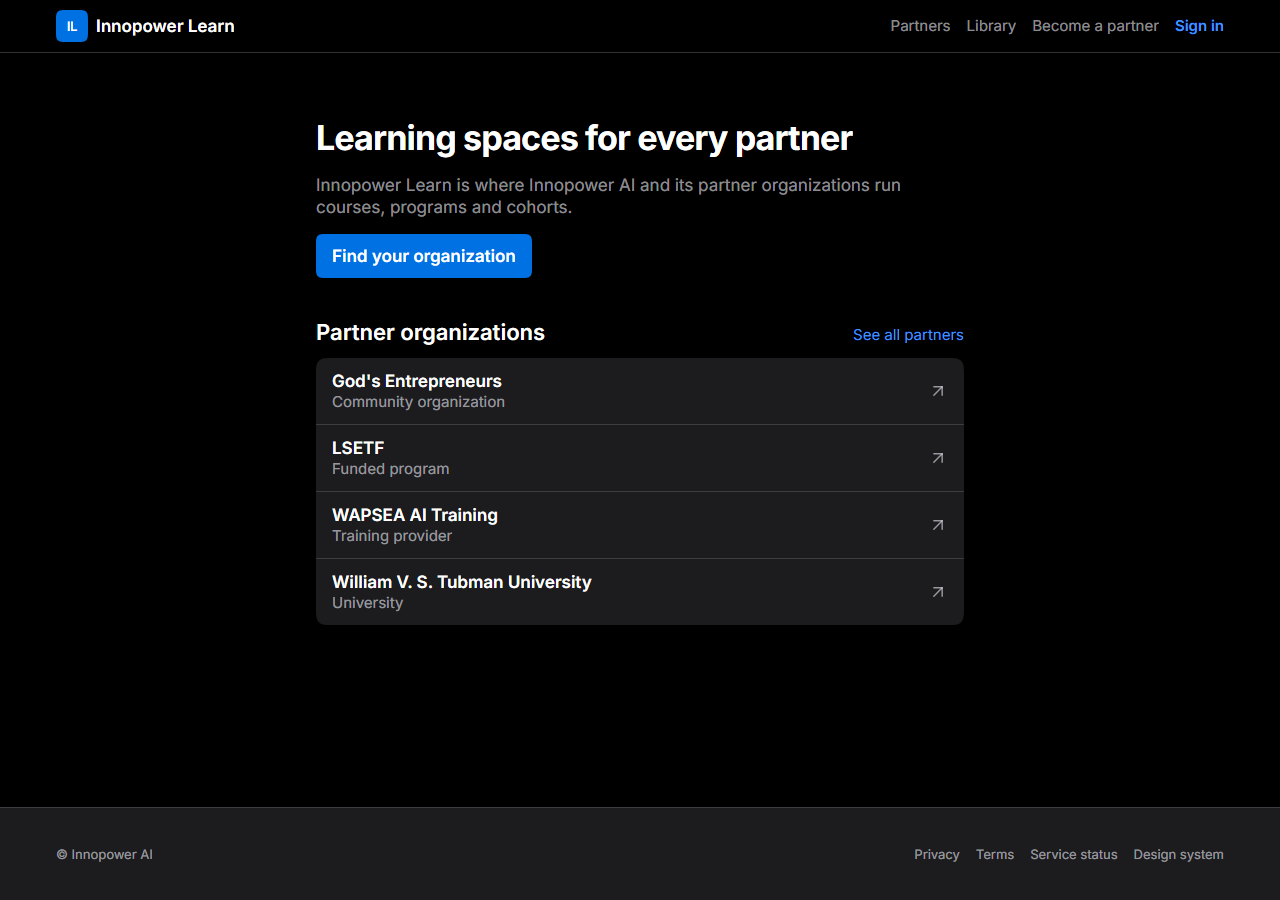 IL Innopower Learn
Partners Library Become a partner Sign in
Learning spaces for every partner
Innopower Learn is where Innopower AI and its partner organizations run
courses, programs and cohorts.
Find your organization
Partner organizations
See all partners
God's Entrepreneurs
Community organization
LSETF
Funded program
WAPSEA AI Training
Training provider
William V. S. Tubman University
University
© Innopower AI
Privacy Terms Service status Design system